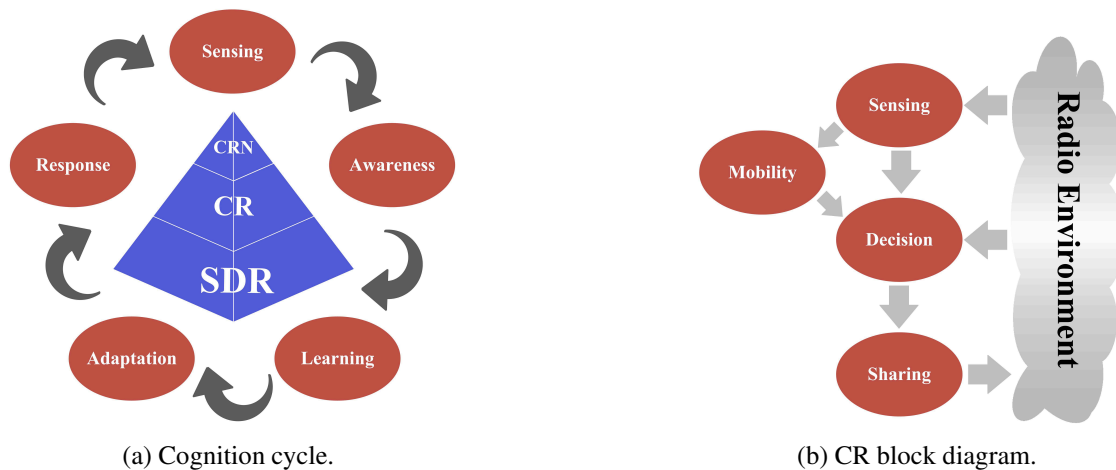 Sensing
Response
Awareness
CRN
CR
SDR
Adaptation
Learning
(a) Cognition cycle.
Sensing
Mobility
Decision
Sharing
Radio Environment
(b) CR block diagram.